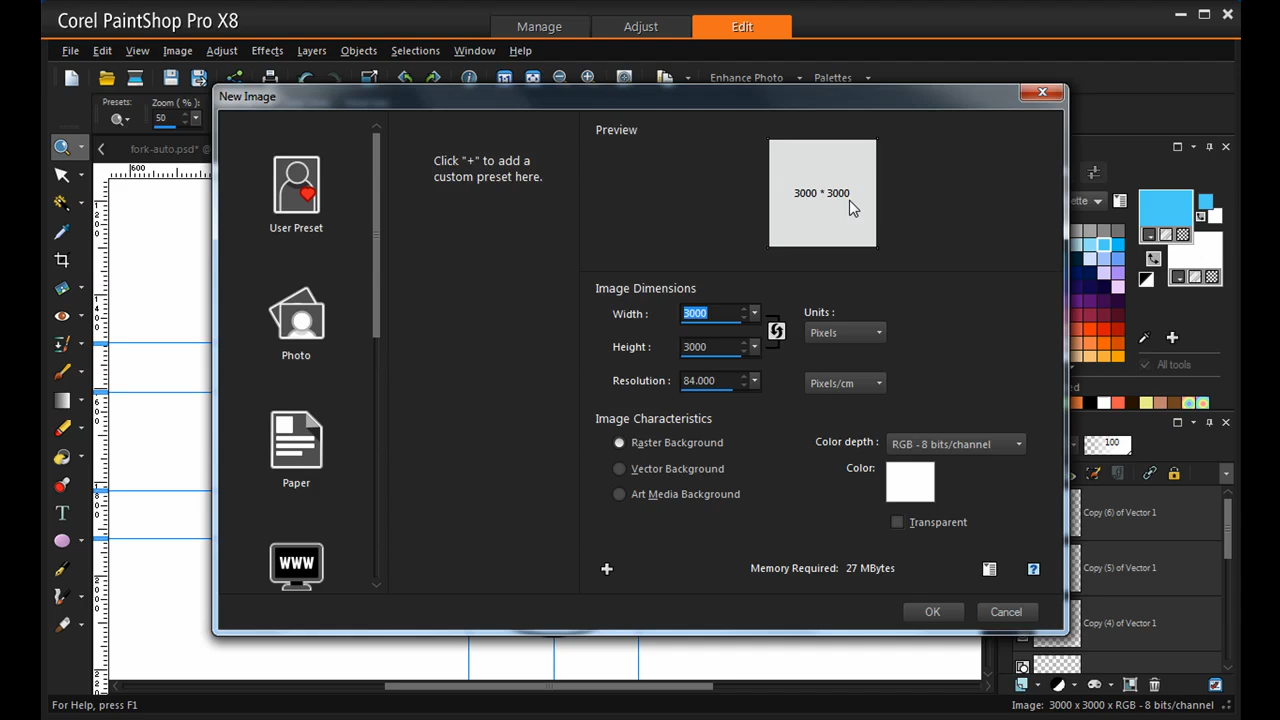 Corel PaintShop Pro X8
Manage
Adjust
Edit
File Edit View Image Adjust Effects Layers Objects Selections Window Help
Enhance Photo
Palettes
Presets:
Zoom ( % ) :
50
fork-auto.psd* @
600
New Image
User Preset
Photo
Paper
WWW
Click "+" to add a
custom preset here.
Preview
3000 * 3000
Image Dimensions
Width :
3000
Units :
Pixels
Height :
3000
Resolution :
84.000
Pixels/cm
Image Characteristics
Raster Background
Vector Background
Art Media Background
Color depth :
RGB - 8 bits/channel
Color:
Transparent
Memory Required: 27 MBytes
OK
Cancel
All tools
100
Copy (6) of Vector 1
Copy (5) of Vector 1
Copy (4) of Vector 1
For Help, press F1
Image: 3000 x 3000 x RGB - 8 bits/channel